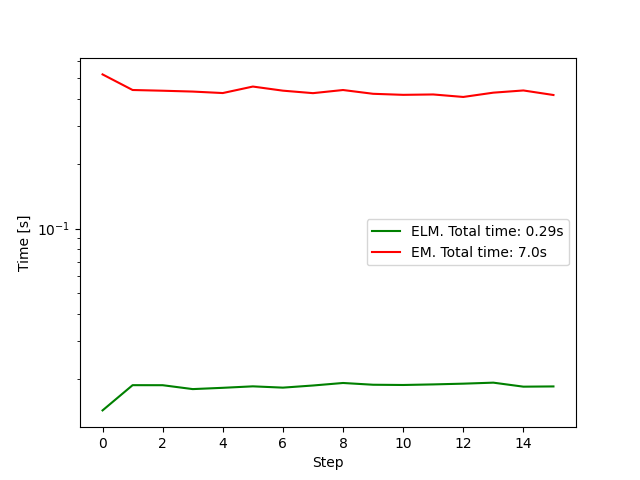 Time [s]
10⁻¹
ELM. Total time: 0.29s
EM. Total time: 7.0s
0 2 4 6 8 10 12 14
Step